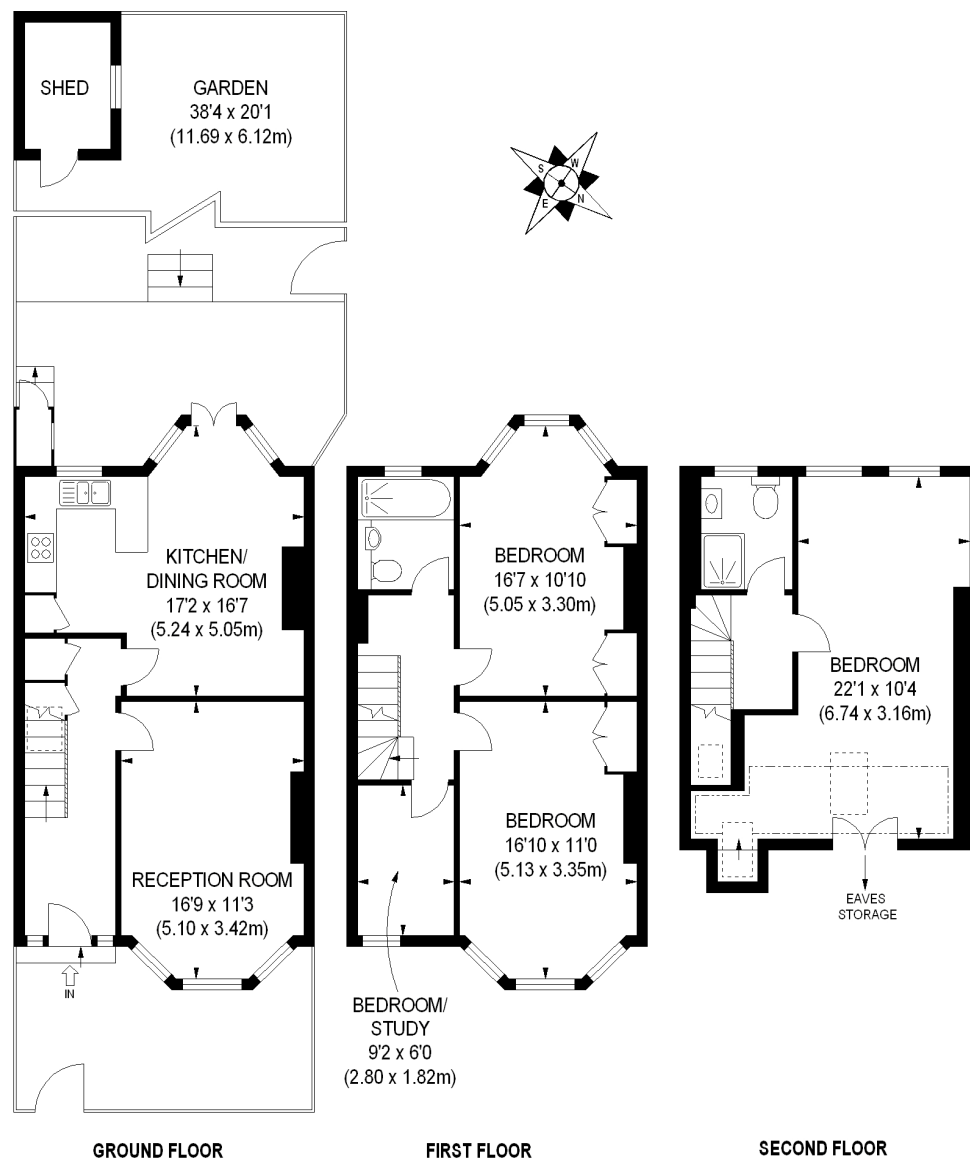 SHED
GARDEN
38'4 x 20'1
(11.69 x 6.12m)
S
W
E
N
KITCHEN/
DINING ROOM
17'2 x 16'7
(5.24 x 5.05m)
BEDROOM
16'7 x 10'10
(5.05 x 3.30m)
BEDROOM
22'1 x 10'4
(6.74 x 3.16m)
RECEPTION ROOM
16'9 x 11'3
(5.10 x 3.42m)
BEDROOM
16'10 x 11'0
(5.13 x 3.35m)
EAVES
STORAGE
IN
BEDROOM/
STUDY
9'2 x 6'0
(2.80 x 1.82m)
GROUND FLOOR
FIRST FLOOR
SECOND FLOOR